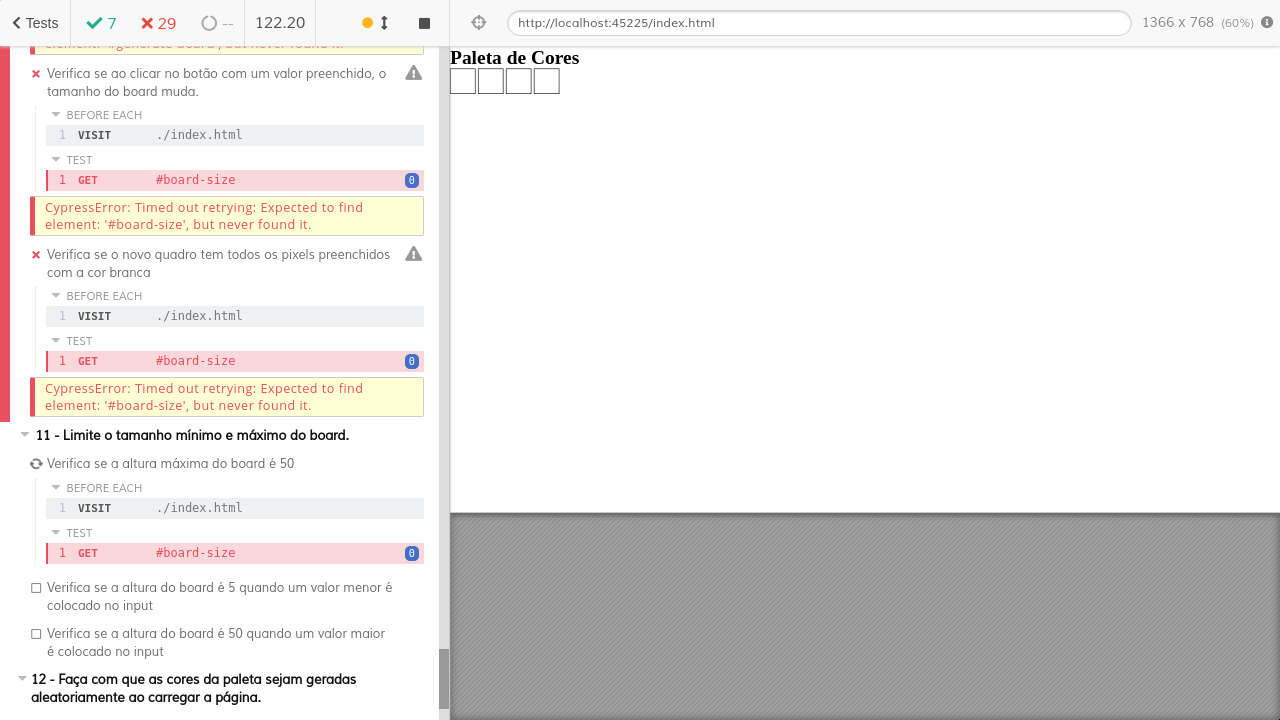 Tests 7 29 -- 122.20 http://localhost:45225/index.html 1366 x 768 (60%)
element: '#generate-board', but never found it.
Verifica se ao clicar no botão com um valor preenchido, o
tamanho do board muda.
BEFORE EACH
1 VISIT ./index.html
TEST
1 GET #board-size 0
CypressError: Timed out retrying: Expected to find
element: '#board-size', but never found it.
Verifica se o novo quadro tem todos os pixels preenchidos
com a cor branca
BEFORE EACH
1 VISIT ./index.html
TEST
1 GET #board-size 0
CypressError: Timed out retrying: Expected to find
element: '#board-size', but never found it.
11 - Limite o tamanho mínimo e máximo do board.
Verifica se a altura máxima do board é 50
BEFORE EACH
1 VISIT ./index.html
TEST
1 GET #board-size 0
Verifica se a altura do board é 5 quando um valor menor é
colocado no input
Verifica se a altura do board é 50 quando um valor maior
é colocado no input
12 - Faça com que as cores da paleta sejam geradas
aleatoriamente ao carregar a página.
Paleta de Cores